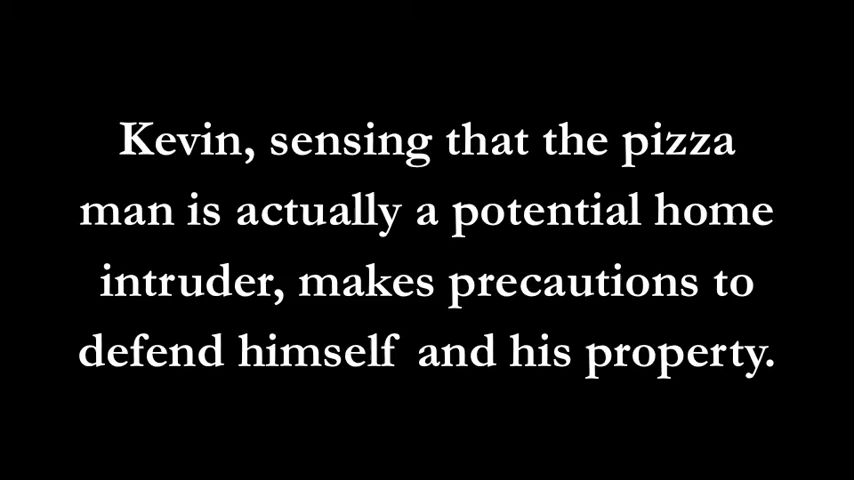 Kevin, sensing that the pizza
man is actually a potential home
intruder, makes precautions to
defend himself and his property.